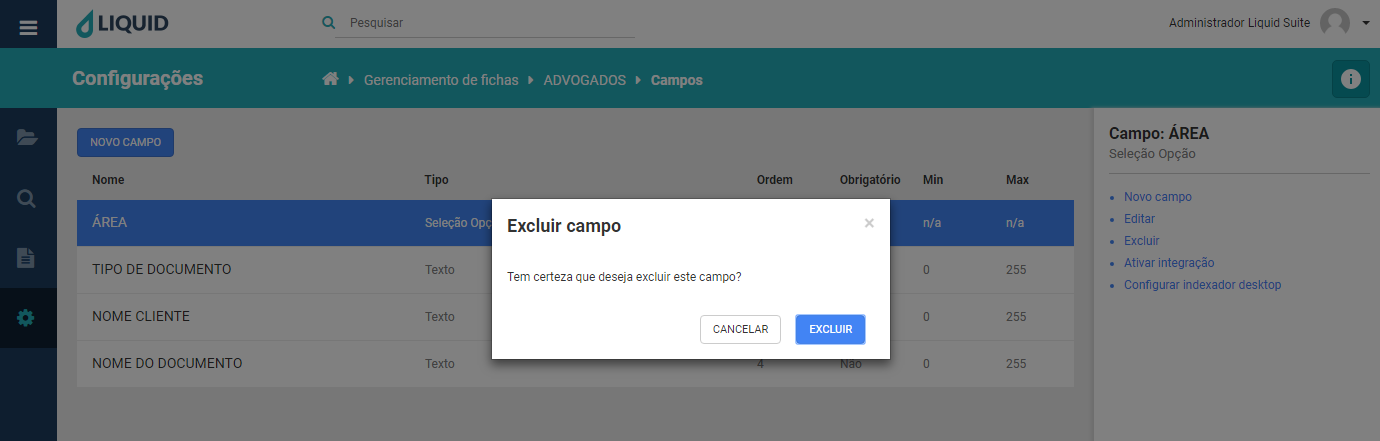 LIQUID
Pesquisar
Administrador Liquid Suite
Configurações
Gerenciamento de fichas
ADVOGADOS
Campos
NOVO CAMPO
Nome Tipo Ordem Obrigatório Min Max
ÁREA Seleção Opç n/a n/a
TIPO DE DOCUMENTO Texto 0 255
NOME CLIENTE Texto 0 255
NOME DO DOCUMENTO Texto 4 Não 0 255
Excluir campo ×
Tem certeza que deseja excluir este campo?
CANCELAR EXCLUIR
Campo: ÁREA
Seleção Opção
Novo campo
Editar
Excluir
Ativar integração
Configurar indexador desktop